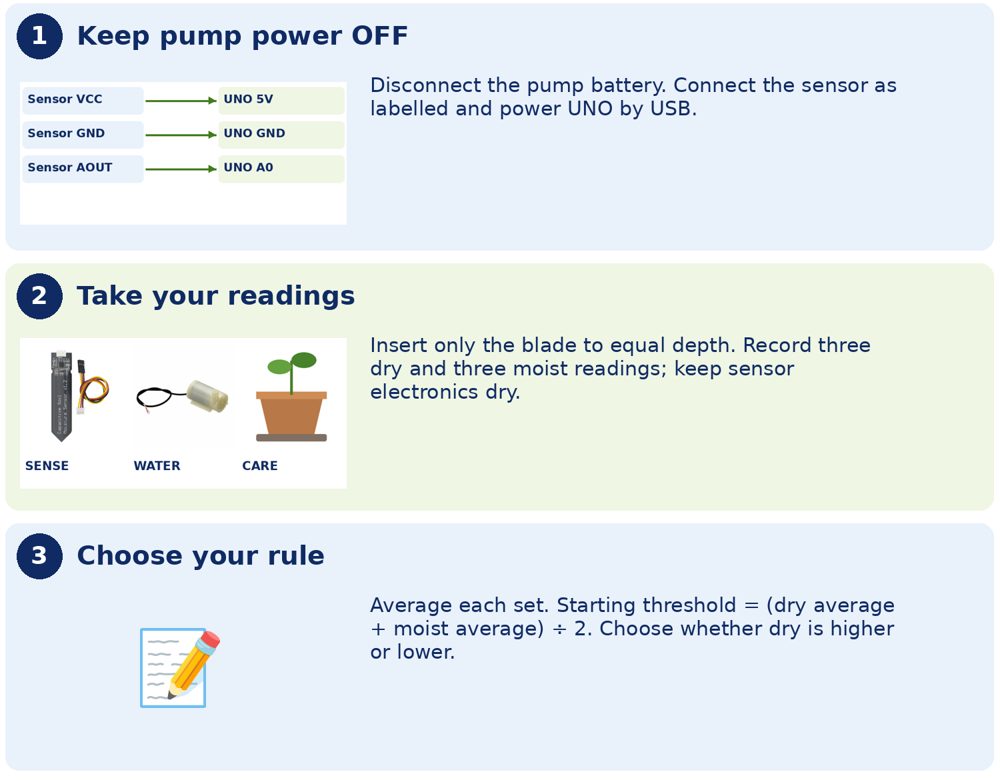 1 Keep pump power OFF
Sensor VCC UNO 5V
Sensor GND UNO GND
Sensor AOUT UNO A0
Disconnect the pump battery. Connect the sensor as
labelled and power UNO by USB.
2 Take your readings
SENSE WATER CARE
Insert only the blade to equal depth. Record three
dry and three moist readings; keep sensor
electronics dry.
3 Choose your rule
Average each set. Starting threshold = (dry average
+ moist average) ÷ 2. Choose whether dry is higher
or lower.